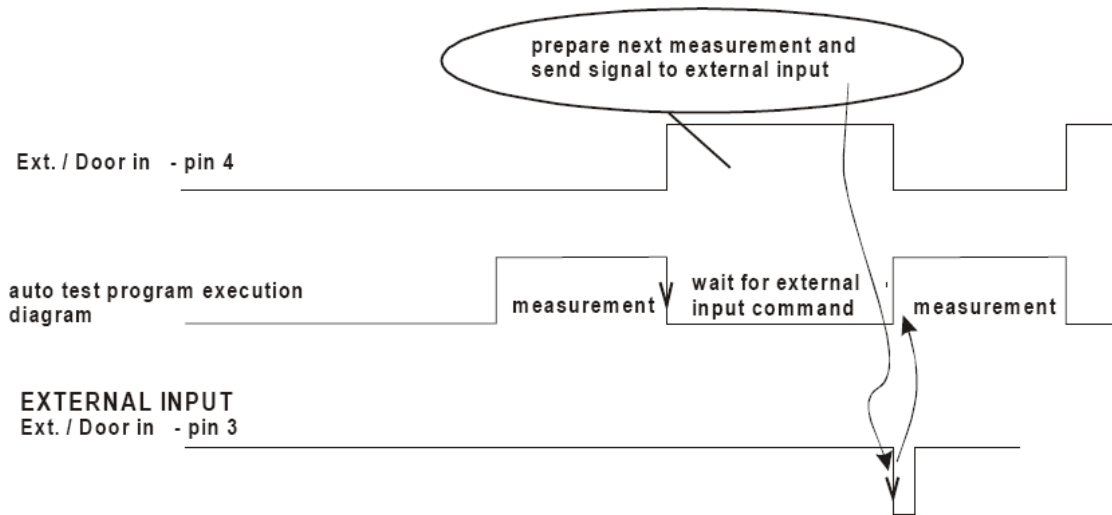 prepare next measurement and
send signal to external input
Ext. / Door in - pin 4
auto test program execution
diagram
measurement
wait for external
input command
measurement
EXTERNAL INPUT
Ext. / Door in - pin 3